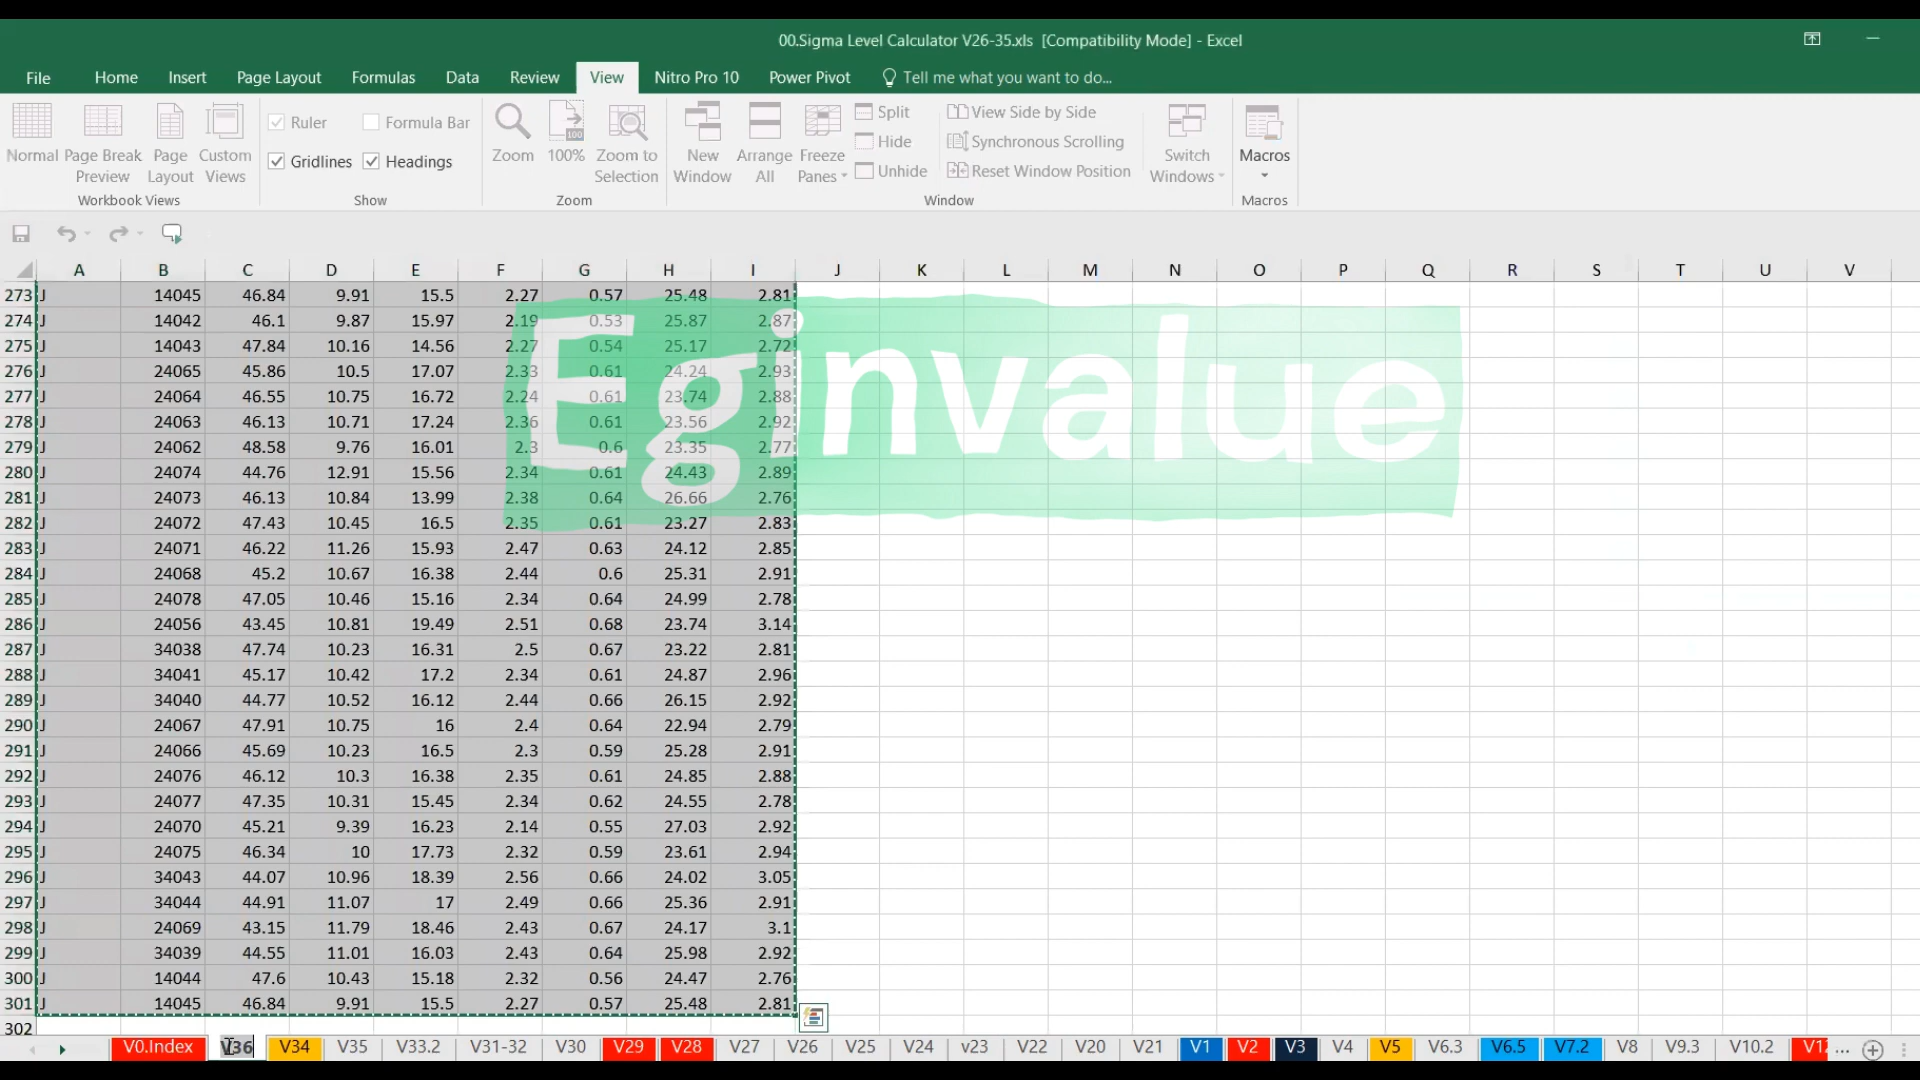 00.Sigma Level Calculator V26-35.xls [Compatibility Mode] - Excel
File Home Insert Page Layout Formulas Data Review View Nitro Pro 10 Power Pivot Tell me what you want to do...
Ruler Formula Bar Split View Side by Side
Hide Synchronous Scrolling
Normal Page Break Preview Page Layout Custom Views Gridlines Headings Zoom 100% Zoom to Selection New Window Arrange All Freeze Panes Unhide Reset Window Position Switch Windows Macros
Workbook Views Show Zoom Window Macros
A B C D E F G H I J K L M N O P Q R S T U V
273 J 14045 46.84 9.91 15.5 2.27 0.57 25.48 2.81
274 J 14042 46.1 9.87 15.97 2.19 0.53 25.87 2.87
275 J 14043 47.84 10.16 14.56 2.27 0.54 25.17 2.72
276 J 24065 45.86 10.5 17.07 2.33 0.61 24.24 2.93
277 J 24064 46.55 10.75 16.72 2.24 0.61 23.74 2.88
Eginvalue
278 J 24063 46.13 10.71 17.24 2.36 0.61 23.56 2.92
279 J 24062 48.58 9.76 16.01 2.3 0.6 23.35 2.77
280 J 24074 44.76 12.91 15.56 2.34 0.61 24.43 2.89
281 J 24073 46.13 10.84 13.99 2.38 0.64 26.66 2.76
282 J 24072 47.43 10.45 16.5 2.35 0.61 23.27 2.83
283 J 24071 46.22 11.26 15.93 2.47 0.63 24.12 2.85
284 J 24068 45.2 10.67 16.38 2.44 0.6 25.31 2.91
285 J 24078 47.05 10.46 15.16 2.34 0.64 24.99 2.78
286 J 24056 43.45 10.81 19.49 2.51 0.68 23.74 3.14
287 J 34038 47.74 10.23 16.31 2.5 0.67 23.22 2.81
288 J 34041 45.17 10.42 17.2 2.34 0.61 24.87 2.96
289 J 34040 44.77 10.52 16.12 2.44 0.66 26.15 2.92
290 J 24067 47.91 10.75 16 2.4 0.64 22.94 2.79
291 J 24066 45.69 10.23 16.5 2.3 0.59 25.28 2.91
292 J 24076 46.12 10.3 16.38 2.35 0.61 24.85 2.88
293 J 24077 47.35 10.31 15.45 2.34 0.62 24.55 2.78
294 J 24070 45.21 9.39 16.23 2.14 0.55 27.03 2.92
295 J 24075 46.34 10 17.73 2.32 0.59 23.61 2.94
296 J 34043 44.07 10.96 18.39 2.56 0.66 24.02 3.05
297 J 34044 44.91 11.07 17 2.49 0.66 25.36 2.91
298 J 24069 43.15 11.79 18.46 2.43 0.67 24.17 3.1
299 J 34039 44.55 11.01 16.03 2.43 0.64 25.98 2.92
300 J 14044 47.6 10.43 15.18 2.32 0.56 24.47 2.76
301 J 14045 46.84 9.91 15.5 2.27 0.57 25.48 2.81
302
V0.Index V36 V34 V35 V33.2 V31-32 V30 V29 V28 V27 V26 V25 V24 v23 V22 V20 V21 V1 V2 V3 V4 V5 V6.3 V6.5 V7.2 V8 V9.3 V10.2 ...